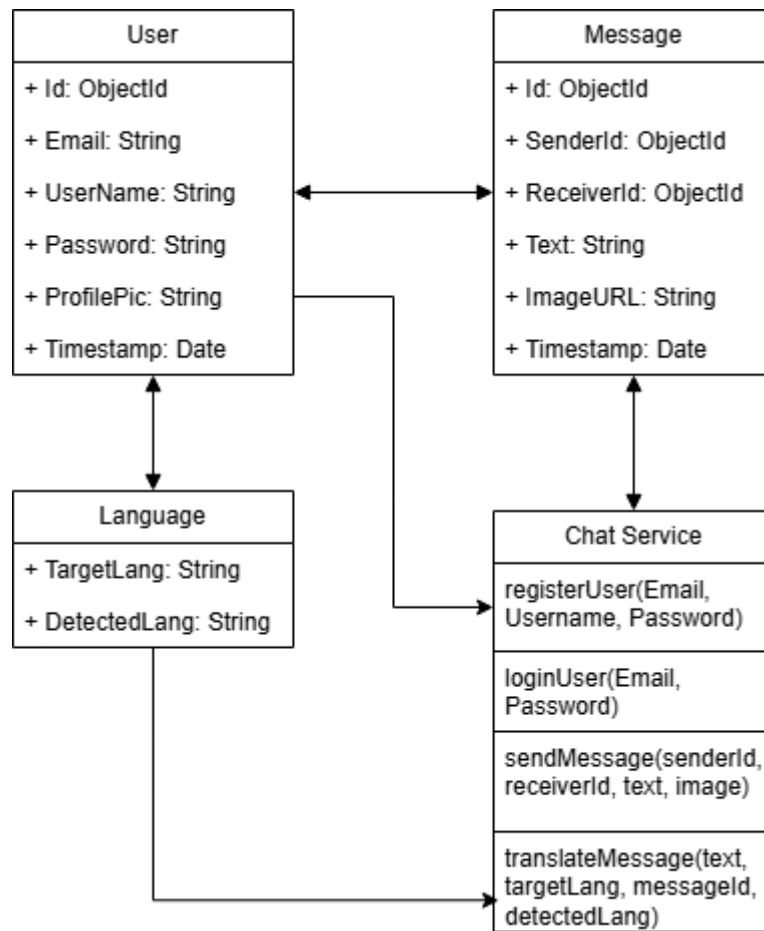 User
+ Id: ObjectId
+ Email: String
+ UserName: String
+ Password: String
+ ProfilePic: String
+ Timestamp: Date
Message
+ Id: ObjectId
+ SenderId: ObjectId
+ ReceiverId: ObjectId
+ Text: String
+ ImageURL: String
+ Timestamp: Date
Language
+ TargetLang: String
+ DetectedLang: String
Chat Service
registerUser(Email,
Username, Password)
loginUser(Email,
Password)
sendMessage(senderId,
receiverId, text, image)
translateMessage(text,
targetLang, messageId,
detectedLang)